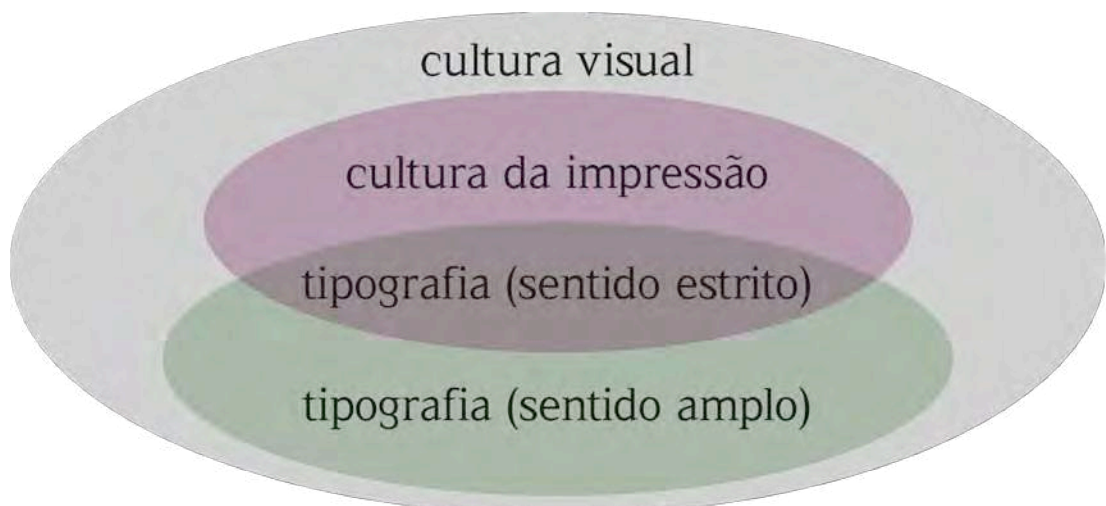 cultura visual
cultura da impressão
tipografia (sentido estrito)
tipografia (sentido amplo)